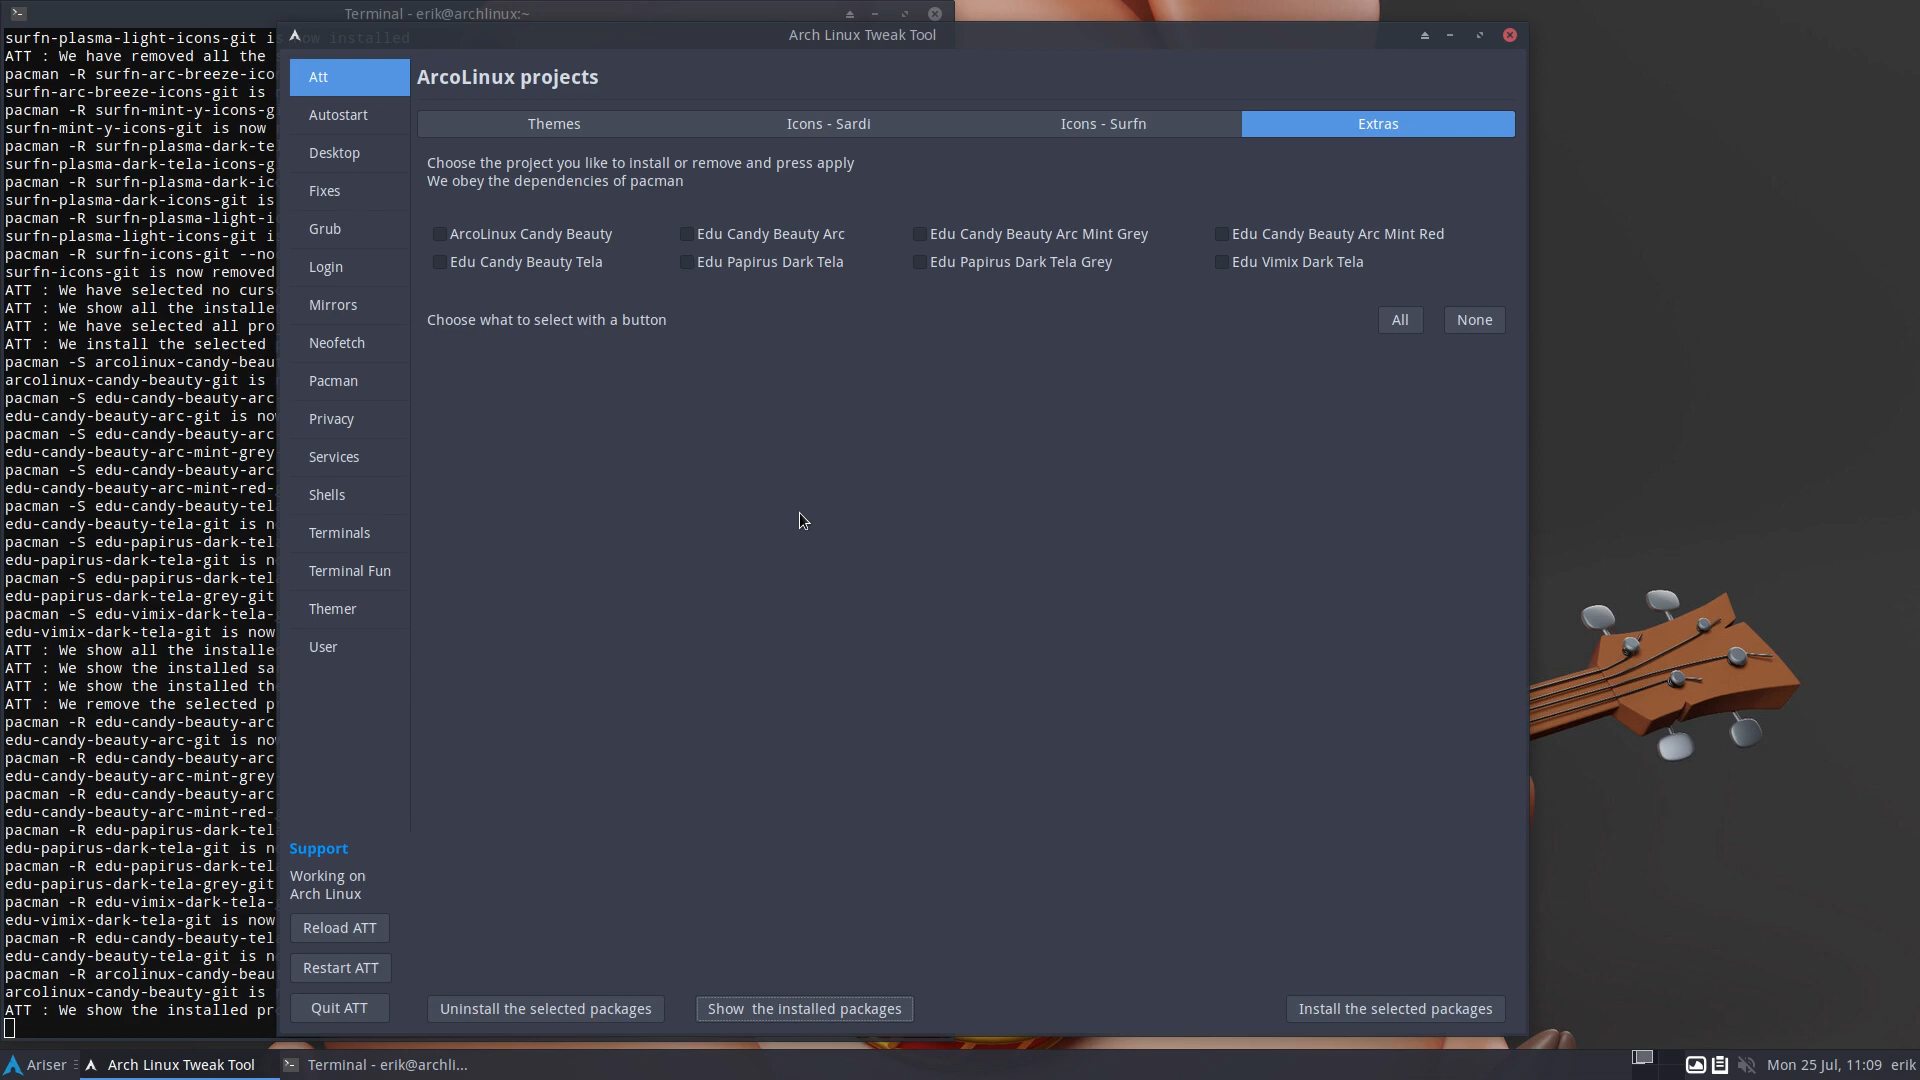 Terminal - erik@archlinux:~
surfn-plasma-light-icons-git is now installed
ATT : We have removed all the
pacman -R surfn-arc-breeze-ico
surfn-arc-breeze-icons-git is
pacman -R surfn-mint-y-icons-g
surfn-mint-y-icons-git is now
pacman -R surfn-plasma-dark-te
surfn-plasma-dark-tela-icons-g
pacman -R surfn-plasma-dark-ic
surfn-plasma-dark-icons-git is
pacman -R surfn-plasma-light-i
surfn-plasma-light-icons-git i
pacman -R surfn-icons-git --no
surfn-icons-git is now removed
ATT : We have selected no curs
ATT : We show all the installe
ATT : We have selected all pro
ATT : We install the selected
pacman -S arcolinux-candy-beau
arcolinux-candy-beauty-git is
pacman -S edu-candy-beauty-arc
edu-candy-beauty-arc-git is no
pacman -S edu-candy-beauty-arc
edu-candy-beauty-arc-mint-grey
pacman -S edu-candy-beauty-arc
edu-candy-beauty-arc-mint-red-
pacman -S edu-candy-beauty-tel
edu-candy-beauty-tela-git is n
pacman -S edu-papirus-dark-tel
edu-papirus-dark-tela-git is n
pacman -S edu-papirus-dark-tel
edu-papirus-dark-tela-grey-git
pacman -S edu-vimix-dark-tela-
edu-vimix-dark-tela-git is now
ATT : We show all the installe
ATT : We show the installed sa
ATT : We show the installed th
ATT : We remove the selected p
pacman -R edu-candy-beauty-arc
edu-candy-beauty-arc-git is no
pacman -R edu-candy-beauty-arc
edu-candy-beauty-arc-mint-grey
pacman -R edu-candy-beauty-arc
edu-candy-beauty-arc-mint-red-
pacman -R edu-papirus-dark-tel
edu-papirus-dark-tela-git is n
pacman -R edu-papirus-dark-tel
edu-papirus-dark-tela-grey-git
pacman -R edu-vimix-dark-tela-
edu-vimix-dark-tela-git is now
pacman -R edu-candy-beauty-tel
edu-candy-beauty-tela-git is n
pacman -R arcolinux-candy-beau
arcolinux-candy-beauty-git is
ATT : We show the installed pr
Arch Linux Tweak Tool
Att
Autostart
Desktop
Fixes
Grub
Login
Mirrors
Neofetch
Pacman
Privacy
Services
Shells
Terminals
Terminal Fun
Themer
User
Support
Working on
Arch Linux
Reload ATT
Restart ATT
Quit ATT
ArcoLinux projects
Themes Icons - Sardi Icons - Surfn Extras
Choose the project you like to install or remove and press apply
We obey the dependencies of pacman
ArcoLinux Candy Beauty Edu Candy Beauty Arc Edu Candy Beauty Arc Mint Grey Edu Candy Beauty Arc Mint Red
Edu Candy Beauty Tela Edu Papirus Dark Tela Edu Papirus Dark Tela Grey Edu Vimix Dark Tela
Choose what to select with a button All None
Uninstall the selected packages Show the installed packages Install the selected packages
Ariser Arch Linux Tweak Tool Terminal - erik@archli... Mon 25 Jul, 11:09 erik